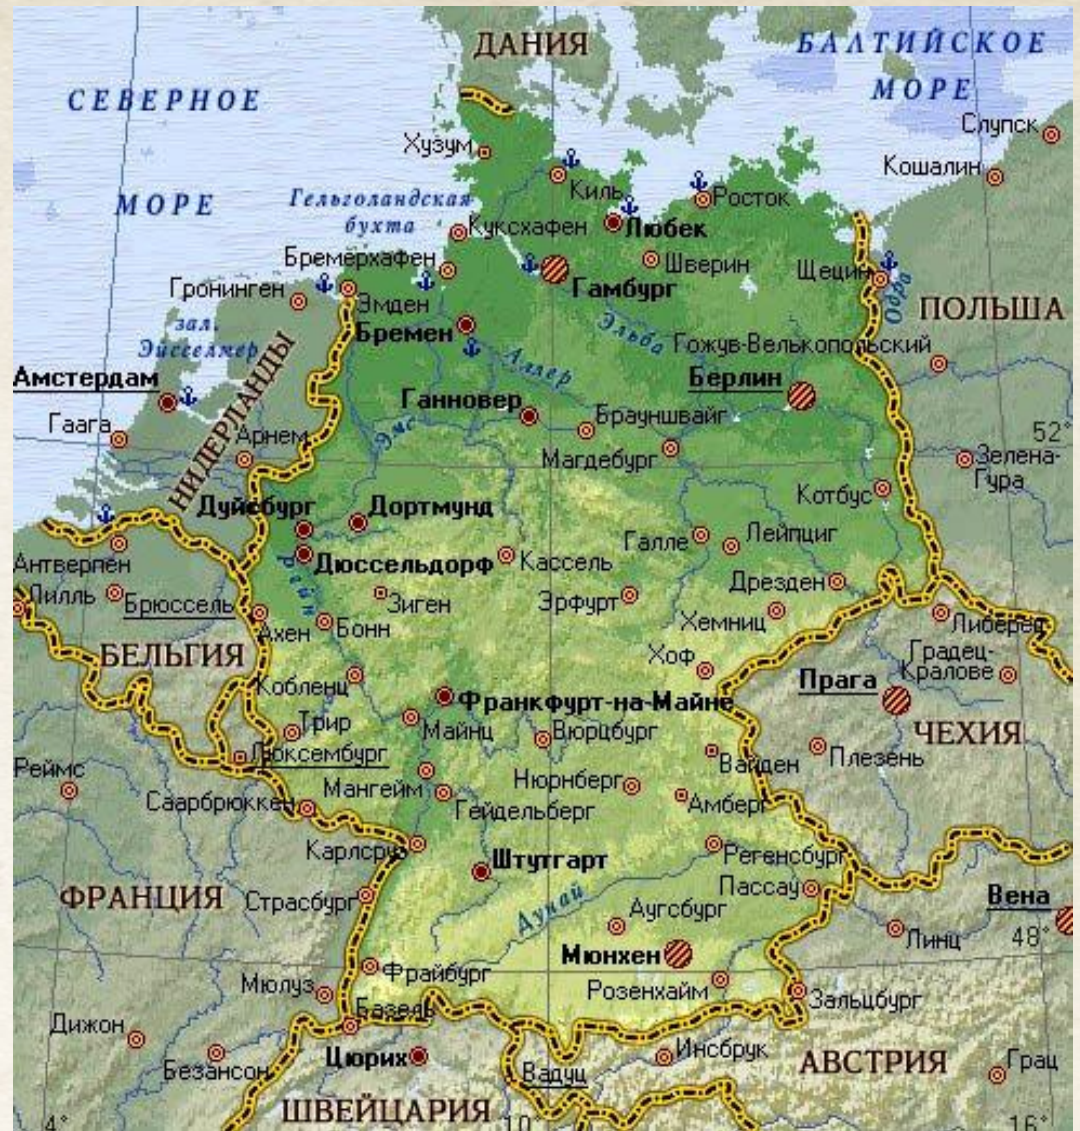 ДАНИЯ
БАЛТИЙСКОЕ
МОРЕ
СЕВЕРНОЕ
МОРЕ
Слупск
Кошалин
Хузум
Киль
Росток
Гельголандская
бухта
Куксхафен
Любек
Бремерхафен
Шверин
Щецин
Гронинген
Эмден
Гамбург
Одра
ПОЛЬША
зал.
Эйсселмер
Бремен
Эльба
Гожув-Велькопольский
Аллер
Амстердам
НИДЕРЛАНДЫ
Берлин
Ганновер
Брауншвайг
Гаага
Арнем
Эмс
Магдебург
52°
Зелена-
Гура
Котбус
Дуйсбург
Дортмунд
Галле
Лейпциг
Антверпен
Рейн
Дюссельдорф
Кассель
Дрезден
Лилль
Брюссель
Зиген
Эрфурт
Хемниц
Либерец
Ахен
Бонн
БЕЛЬГИЯ
Хоф
Градец-
Кралове
Кобленц
Франкфурт-на-Майне
Прага
Трир
Майнц
Вюрцбург
ЧЕХИЯ
Люксембург
Вайден
Плезень
Реймс
Мангейм
Нюрнберг
Саарбрюккен
Гейдельберг
Амберг
Карлсруэ
Регенсбург
Штутгарт
Пассау
ФРАНЦИЯ
Страсбург
Дунай
Аугсбург
Вена
Линц
48°
Мюнхен
Фрайбург
Мюлуз
Розенхайм
Зальцбург
Базель
Дижон
Безансон
Цюрих
Вадуц
Инсбрук
АВСТРИЯ
Грац
ШВЕЙЦАРИЯ
4°
10°
16°